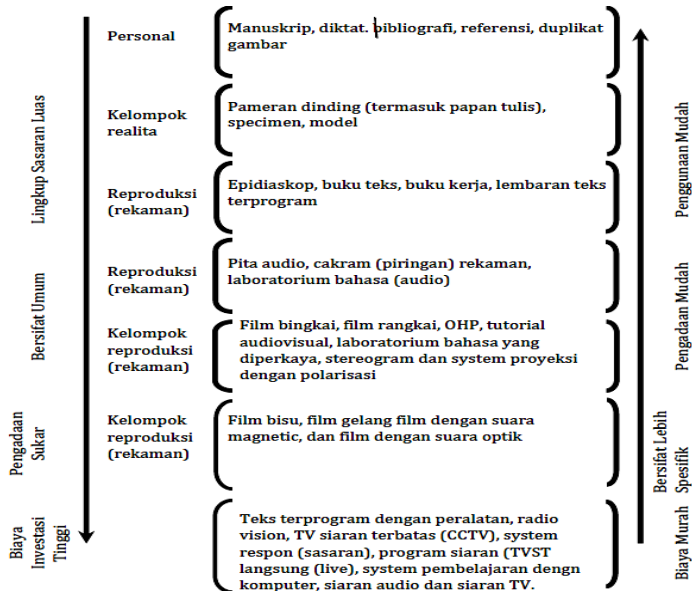 Personal
Manuskrip, diktat. bibliografi, referensi, duplikat
gambar
Kelompok
realita
Pameran dinding (termasuk papan tulis),
specimen, model
Reproduksi
(rekaman)
Epidiaskop, buku teks, buku kerja, lembaran teks
terprogram
Reproduksi
(rekaman)
Pita audio, cakram (piringan) rekaman,
laboratorium bahasa (audio)
Kelompok
reproduksi
(rekaman)
Film bingkai, film rangkai, OHP, tutorial
audiovisual, laboratorium bahasa yang
diperkaya, stereogram dan system proyeksi
dengan polarisasi
Kelompok
reproduksi
(rekaman)
Film bisu, film gelang film dengan suara
magnetic, dan film dengan suara optik
Teks terprogram dengan peralatan, radio
vision, TV siaran terbatas (CCTV), system
respon (sasaran), program siaran (TVST
langsung (live), system pembelajaran dengn
komputer, siaran audio dan siaran TV.
Lingkup Sasaran Luas
Bersifat Umum
Pengadaan
Sukar
Biaya
Investasi
Tinggi
Penggunaan Mudah
Pengadaan Mudah
Bersifat Lebih
Spesifik
Biaya Murah